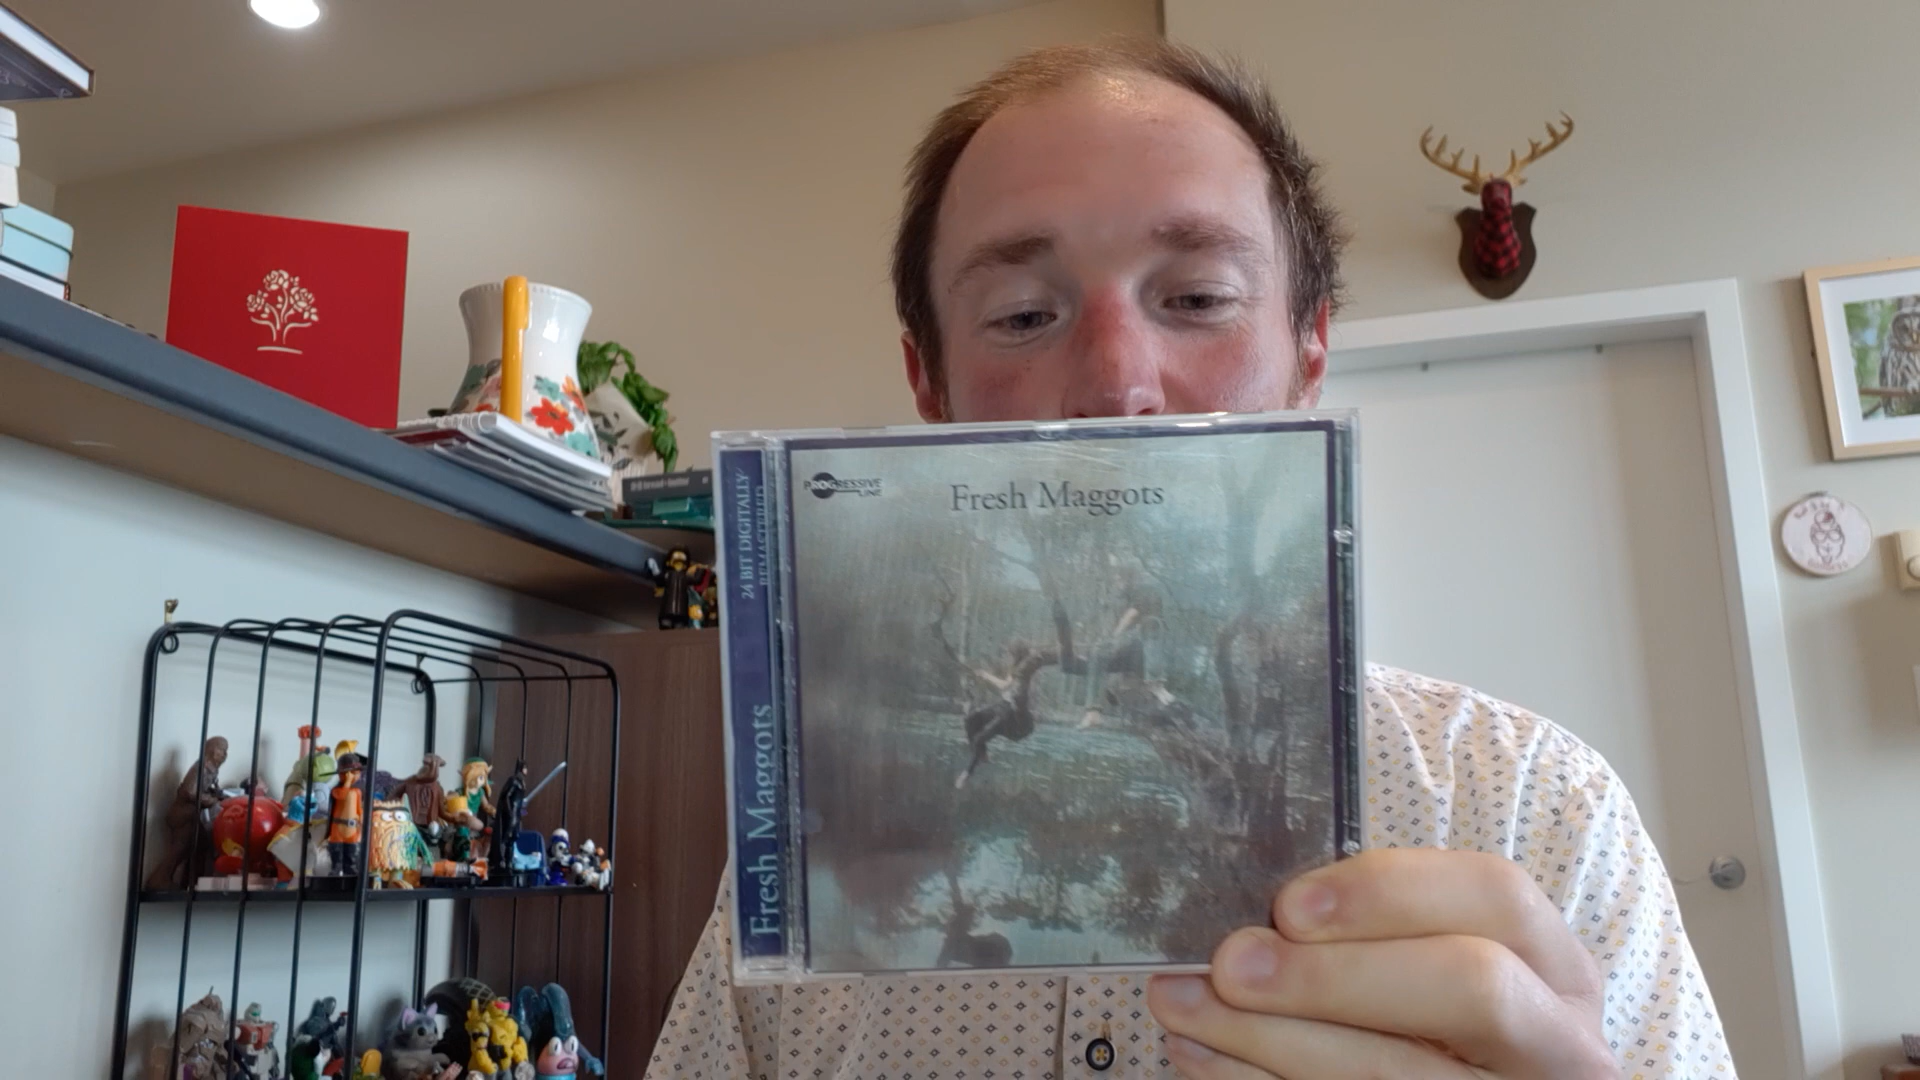 PROGRESSIVE
LINE
Fresh Maggots
24 BIT DIGITALLY
REMASTERED
Fresh Maggots